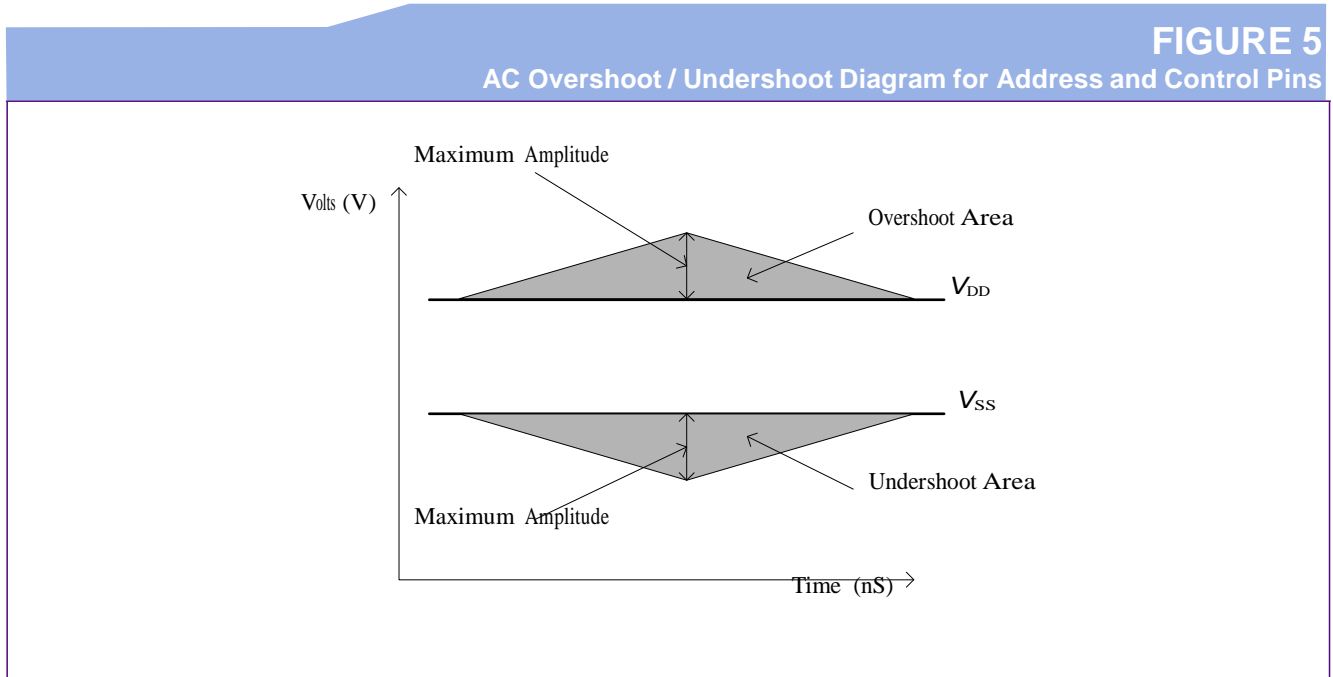 FIGURE 5
AC Overshoot / Undershoot Diagram for Address and Control Pins
Maximum Amplitude
Volts (V)
Overshoot Area
VDD
VSS
Undershoot Area
Maximum Amplitude
Time (nS)